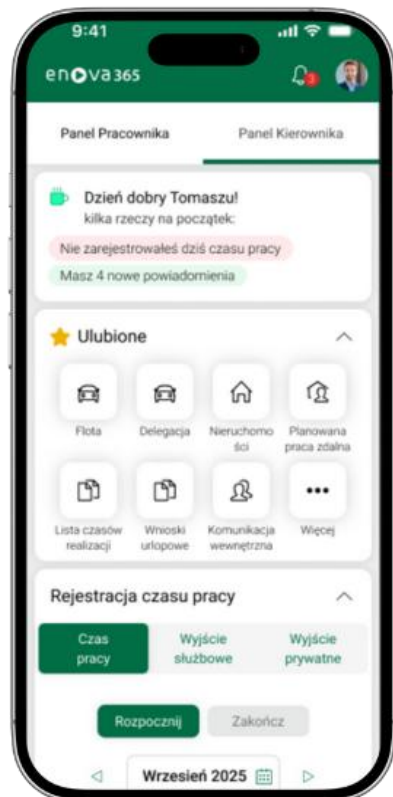 9:41
enova365
3
Panel Pracownika
Panel Kierownika
Dzień dobry Tomaszu!
kilka rzeczy na początek:
Nie zarejestrowałeś dziś czasu pracy
Masz 4 nowe powiadomienia
Ulubione
Flota
Delegacja
Nieruchomo
ści
Planowana
praca zdalna
Lista czasów
realizacji
Wnioski
urlopowe
Komunikacja
wewnętrzna
Więcej
Rejestracja czasu pracy
Czas
pracy
Wyjście
służbowe
Wyjście
prywatne
Rozpocznij
Zakończ
Wrzesień 2025